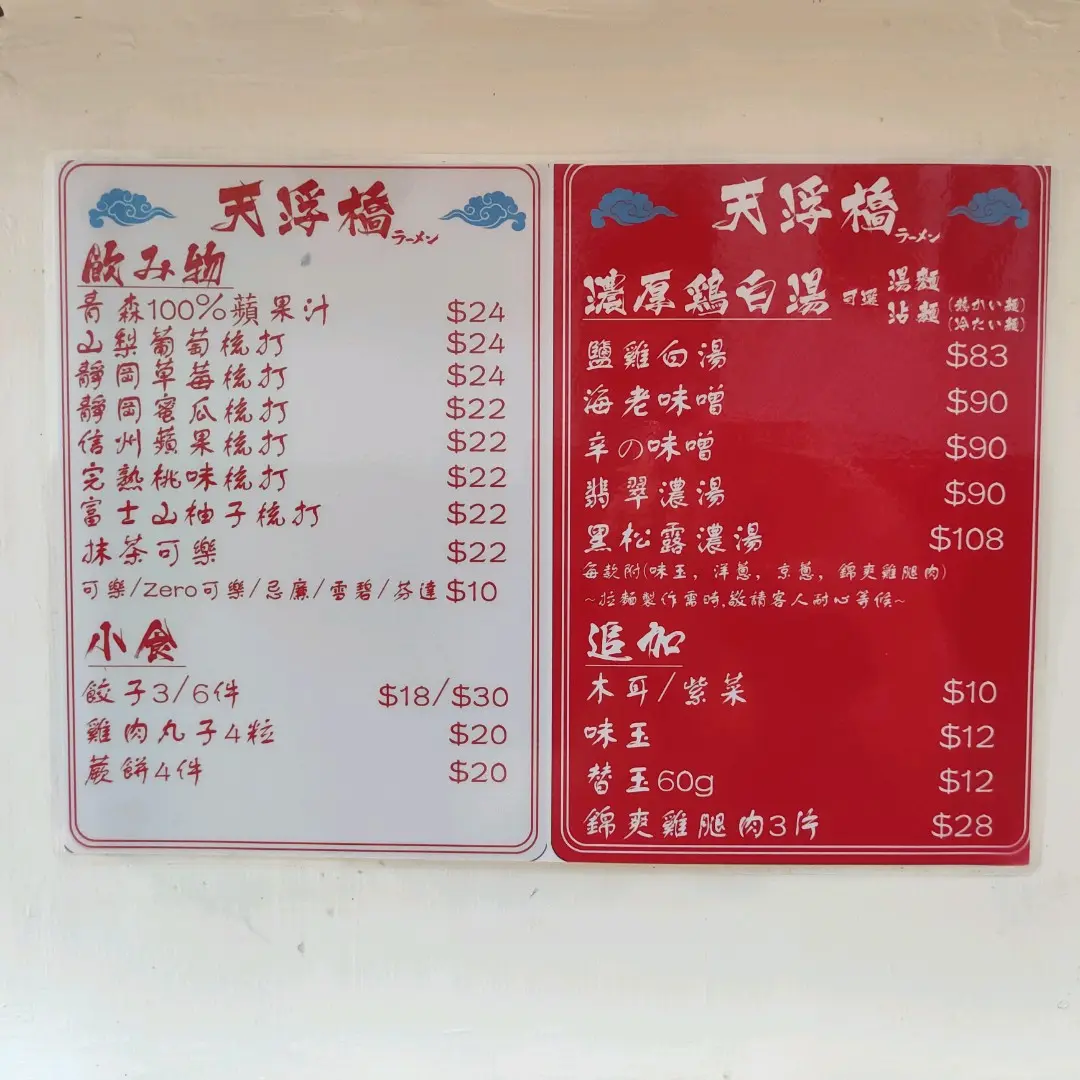 天浮橋
ラーメン
飲み物
青森100%蘋果汁 $24
山梨葡萄梳打 $24
靜岡草莓梳打 $24
靜岡蜜瓜梳打 $22
信州蘋果梳打 $22
完熟桃味梳打 $22
富士山柚子梳打 $22
抹茶可樂 $22
可樂/Zero可樂/忌廉/雪碧/芬達 $10
小食
餃子3/6件 $18/$30
雞肉丸子4粒 $20
蕨餅4件 $20
天浮橋
ラーメン
濃厚鶏白湯 可選 湯麵
沾麵 (熱かい麵)
(冷たい麵)
鹽雞白湯 $83
海老味噌 $90
辛の味噌 $90
翡翠濃湯 $90
黑松露濃湯 $108
每款附(味玉，洋蔥，京蔥，錦爽雞腿肉)
~拉麵製作需時,敬請客人耐心等候~
追加
木耳/紫菜 $10
味玉 $12
替玉60g $12
錦爽雞腿肉3片 $28